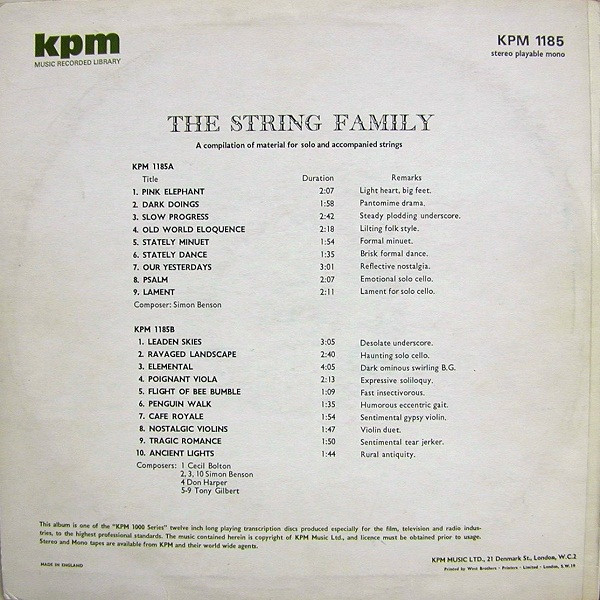 kpm
MUSIC RECORDED LIBRARY
KPM 1185
stereo playable mono
THE STRING FAMILY
A compilation of material for solo and accompanied strings
KPM 1185A
Title Duration Remarks
1. PINK ELEPHANT 2:07 Light heart, big feet.
2. DARK DOINGS 1:58 Pantomime drama.
3. SLOW PROGRESS 2:42 Steady plodding underscore.
4. OLD WORLD ELOQUENCE 2:18 Lilting folk style.
5. STATELY MINUET 1:54 Formal minuet.
6. STATELY DANCE 1:35 Brisk formal dance.
7. OUR YESTERDAYS 3:01 Reflective nostalgia.
8. PSALM 2:07 Emotional solo cello.
9. LAMENT 2:11 Lament for solo cello.
Composer: Simon Benson
KPM 1185B
1. LEADEN SKIES 3:05 Desolate underscore.
2. RAVAGED LANDSCAPE 2:40 Haunting solo cello.
3. ELEMENTAL 4:05 Dark ominous swirling B.G.
4. POIGNANT VIOLA 2:13 Expressive soliloquy.
5. FLIGHT OF BEE BUMBLE 1:09 Fast insectivorous.
6. PENGUIN WALK 1:35 Humorous eccentric gait.
7. CAFE ROYALE 1:54 Sentimental gypsy violin.
8. NOSTALGIC VIOLINS 1:47 Violin duet.
9. TRAGIC ROMANCE 1:50 Sentimental tear jerker.
10. ANCIENT LIGHTS 1:44 Rural antiquity.
Composers: 1 Cecil Bolton
2, 3, 10 Simon Benson
4 Don Harper
5-9 Tony Gilbert
This album is one of the "KPM 1000 Series" twelve inch long playing transcription discs produced especially for the film, television and radio indus-
tries, to the highest professional standards. The music contained herein is copyright of KPM Music Ltd., and licence must be obtained prior to usage.
Stereo and Mono tapes are available from KPM and their world wide agents.
KPM MUSIC LTD., 21 Denmark St., London, W.C.2
MADE IN ENGLAND
Printed by West Brothers · Printers · Limited · London, S.W.19